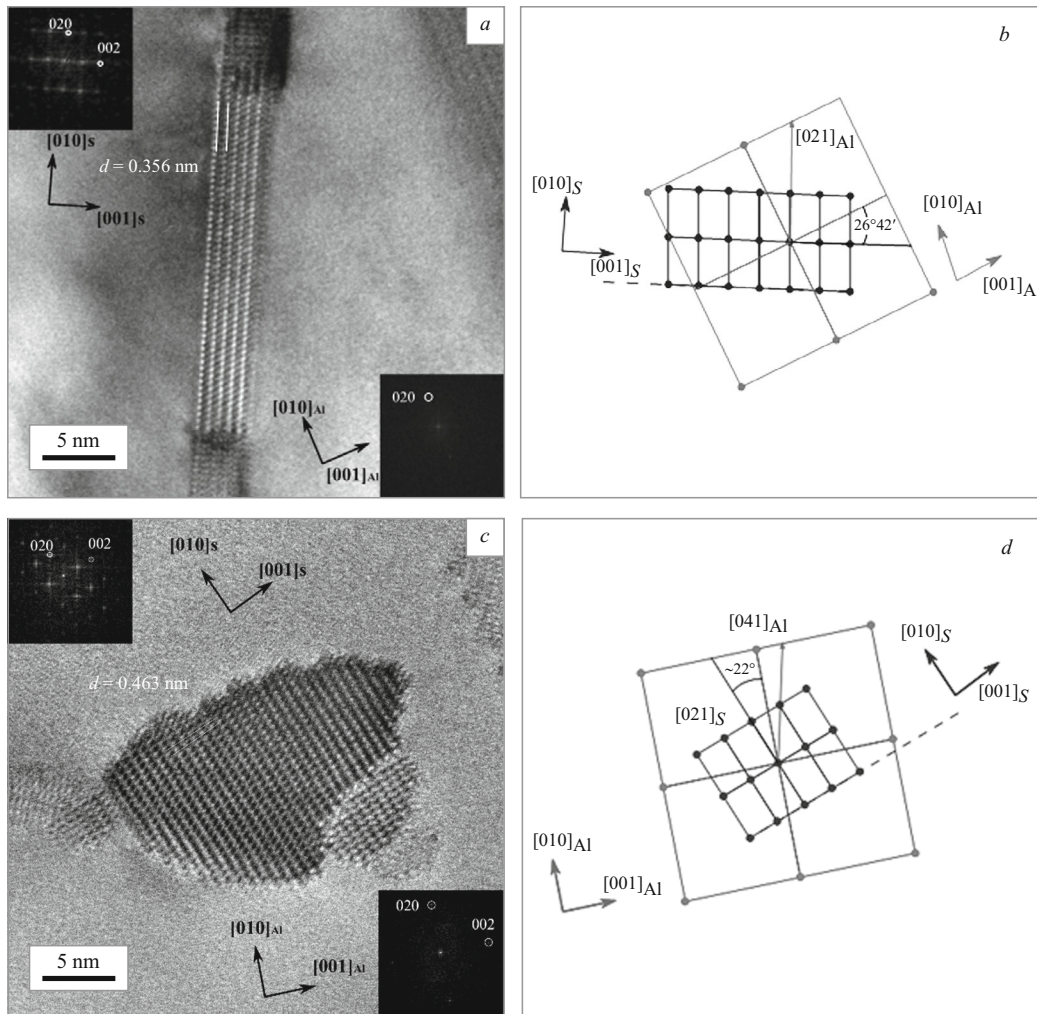 a
020
002
[010]s
d = 0.356 nm
[001]s
020
[010]Al
[001]Al
5 nm
b
[021]Al
[010]S
[010]Al
26°42′
[001]S
[001]A
c
020
002
[010]s
[001]s
d = 0.463 nm
020
002
[010]Al
[001]Al
5 nm
d
[041]Al
[010]S
~22°
[001]S
[021]S
[010]Al
[001]Al